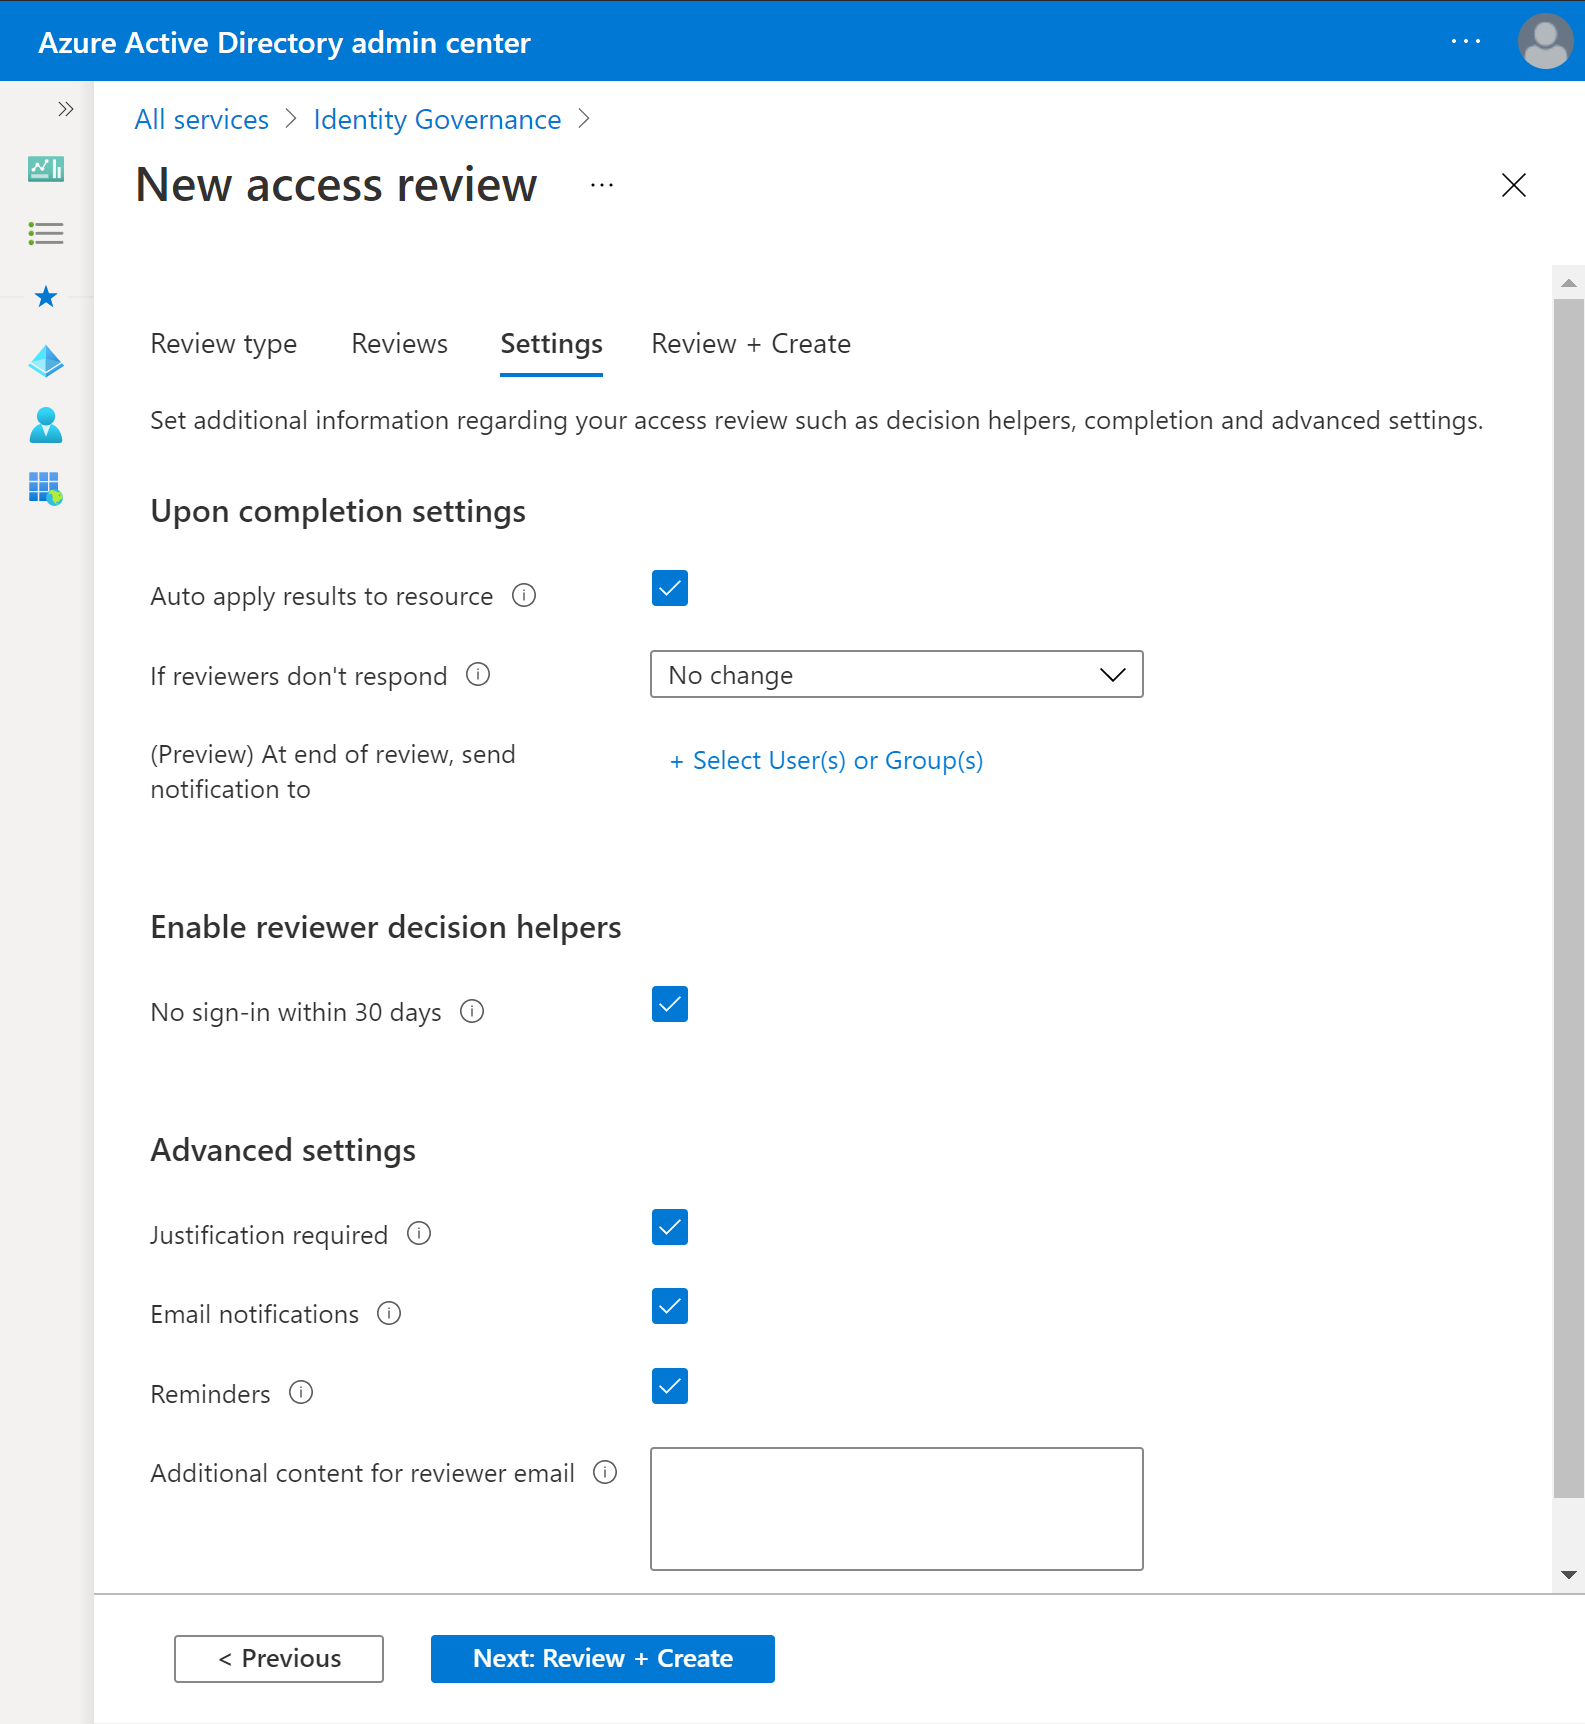 Azure Active Directory admin center
All services > Identity Governance >
New access review
Review type Reviews Settings Review + Create
Set additional information regarding your access review such as decision helpers, completion and advanced settings.
Upon completion settings
Auto apply results to resource
If reviewers don't respond
No change
(Preview) At end of review, send
notification to
+ Select User(s) or Group(s)
Enable reviewer decision helpers
No sign-in within 30 days
Advanced settings
Justification required
Email notifications
Reminders
Additional content for reviewer email
< Previous
Next: Review + Create